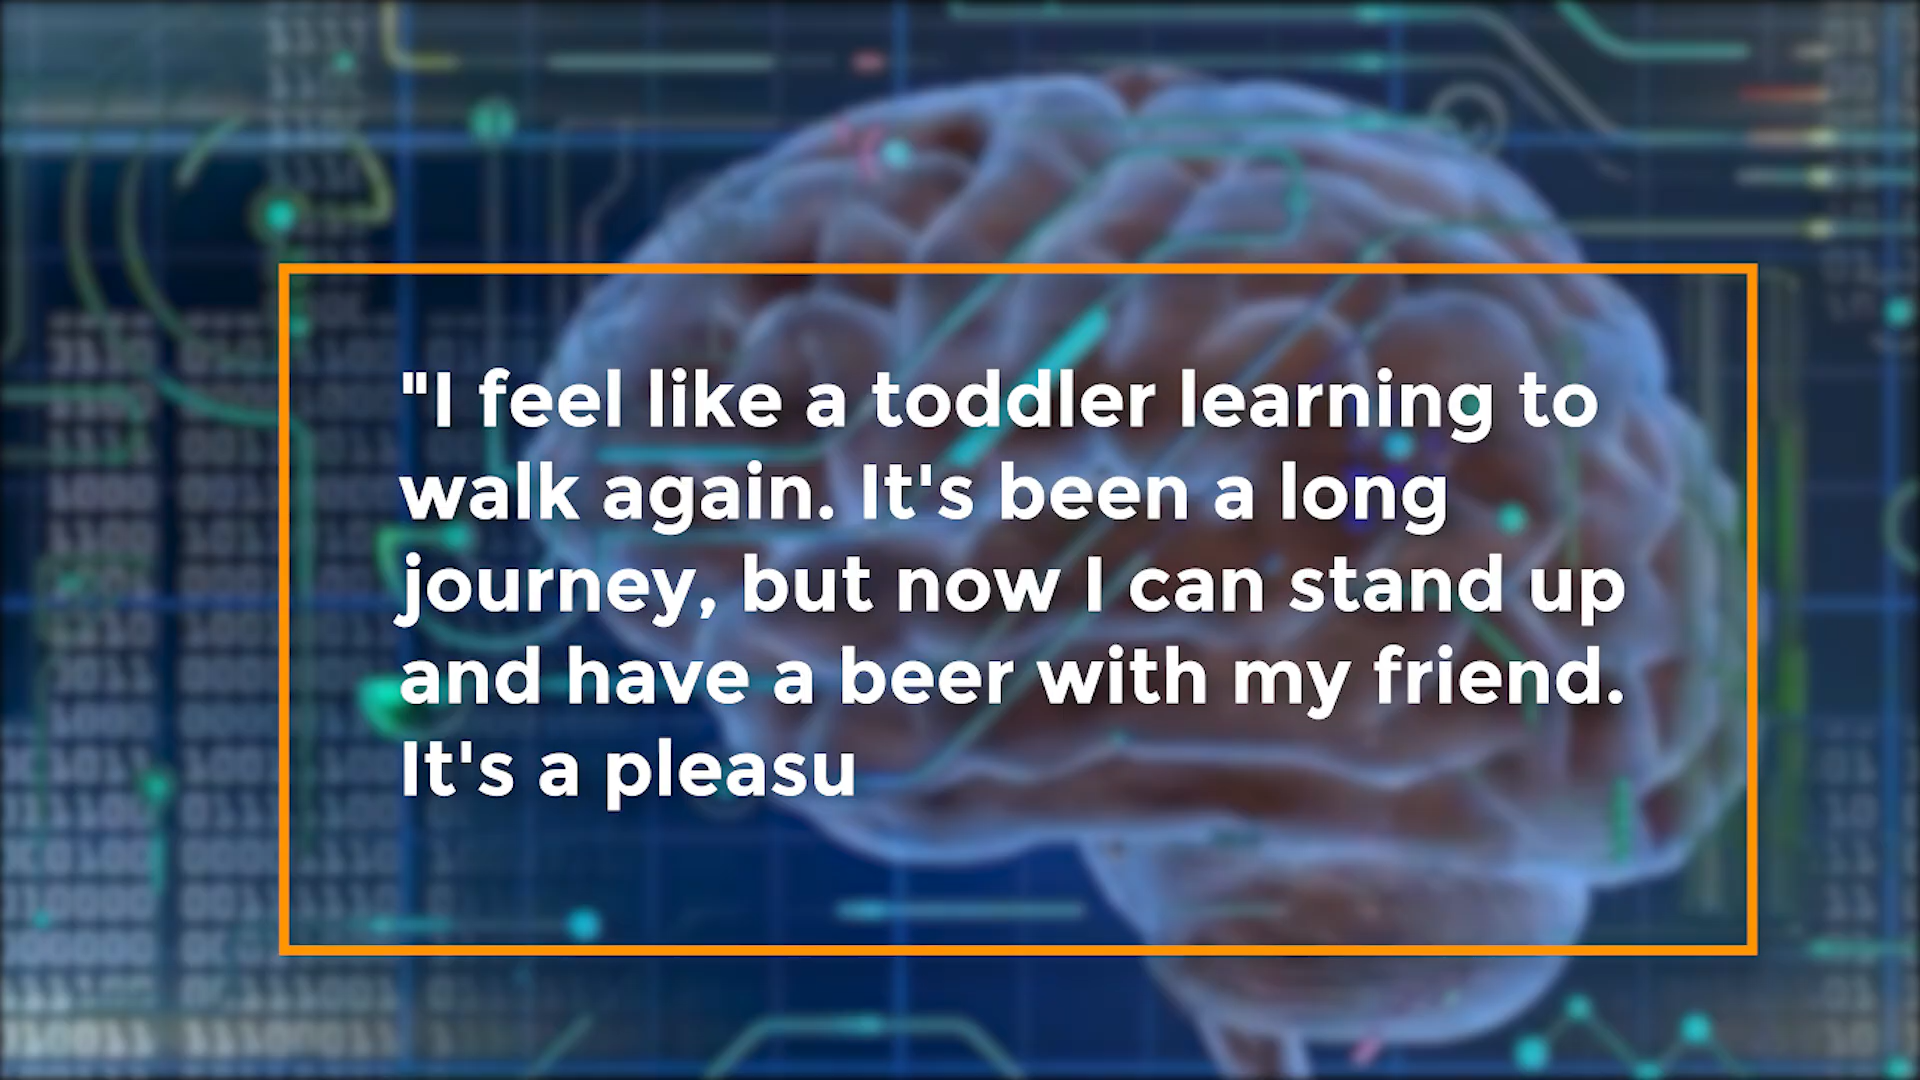 "I feel like a toddler learning to
walk again. It's been a long
journey, but now I can stand up
and have a beer with my friend.
It's a pleasu